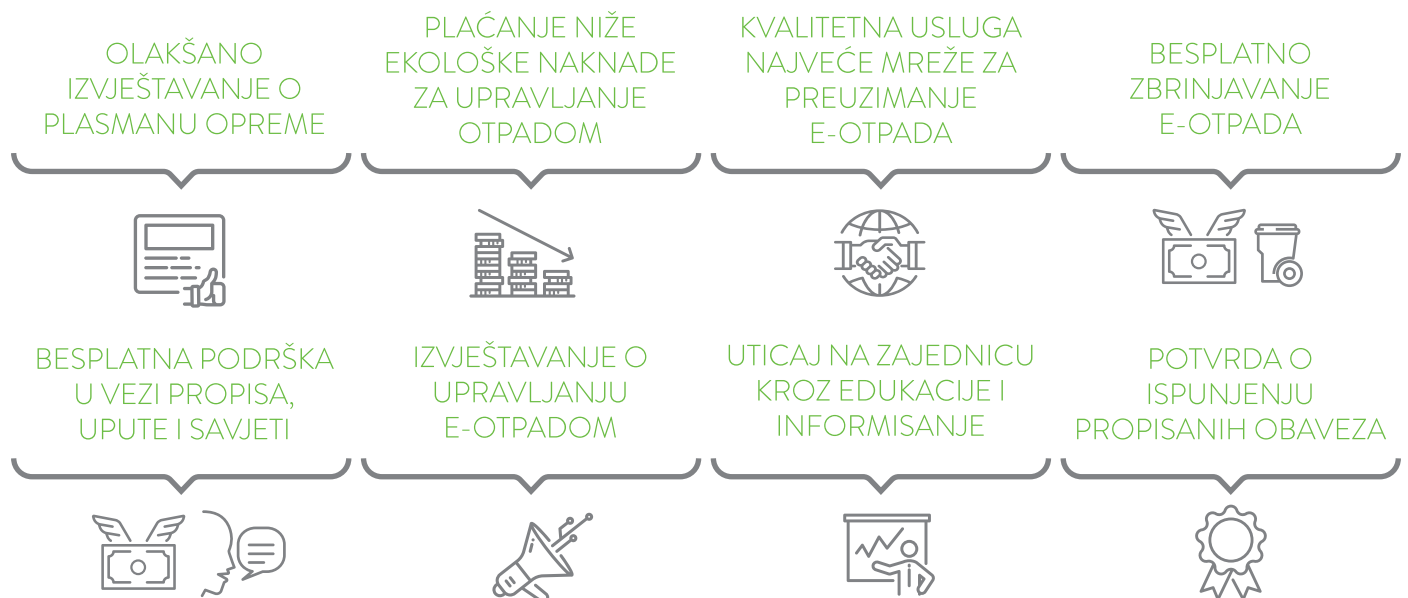 OLAKŠANO
IZVJEŠTAVANJE O
PLASMANU OPREME
PLAĆANJE NIŽE
EKOLOŠKE NAKNADE
ZA UPRAVLJANJE
OTPADOM
KVALITETNA USLUGA
NAJVEĆE MREŽE ZA
PREUZIMANJE
E-OTPADA
BESPLATNO
ZBRINJAVANJE
E-OTPADA
BESPLATNA PODRŠKA
U VEZI PROPISA,
UPUTE I SAVJETI
IZVJEŠTAVANJE O
UPRAVLJANJU
E-OTPADOM
UTICAJ NA ZAJEDNICU
KROZ EDUKACIJE I
INFORMISANJE
POTVRDA O
ISPUNJENJU
PROPISANIH OBAVEZA